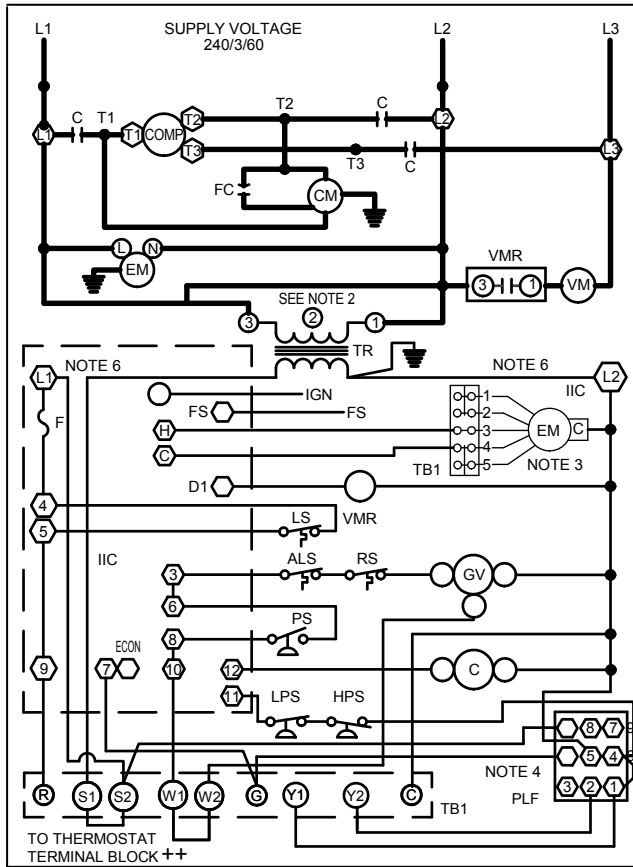 L1 SUPPLY VOLTAGE L2 L3
240/3/60
L1 C T1 T1 COMP T2 T2 C L2
T3 T3 C L3
FC CM
L N
EM
VMR
3 1 VM
SEE NOTE 2
3 2 1
TR
NOTE 6 NOTE 6
L1 L2
IGN IIC
F FS FS
H
C
1
2
3
4
5
EM C
TB1 NOTE 3
D1
VMR
4
5 LS
IIC
3 ALS RS GV
6
8 PS
ECON
9 7 10 12 C
11 LPS HPS
8 7 9
5 4
NOTE 4
3 2 1
PLF
R S1 S2 W1 W2 G Y1 Y2 C
TB1
TO THERMOSTAT
TERMINAL BLOCK ++